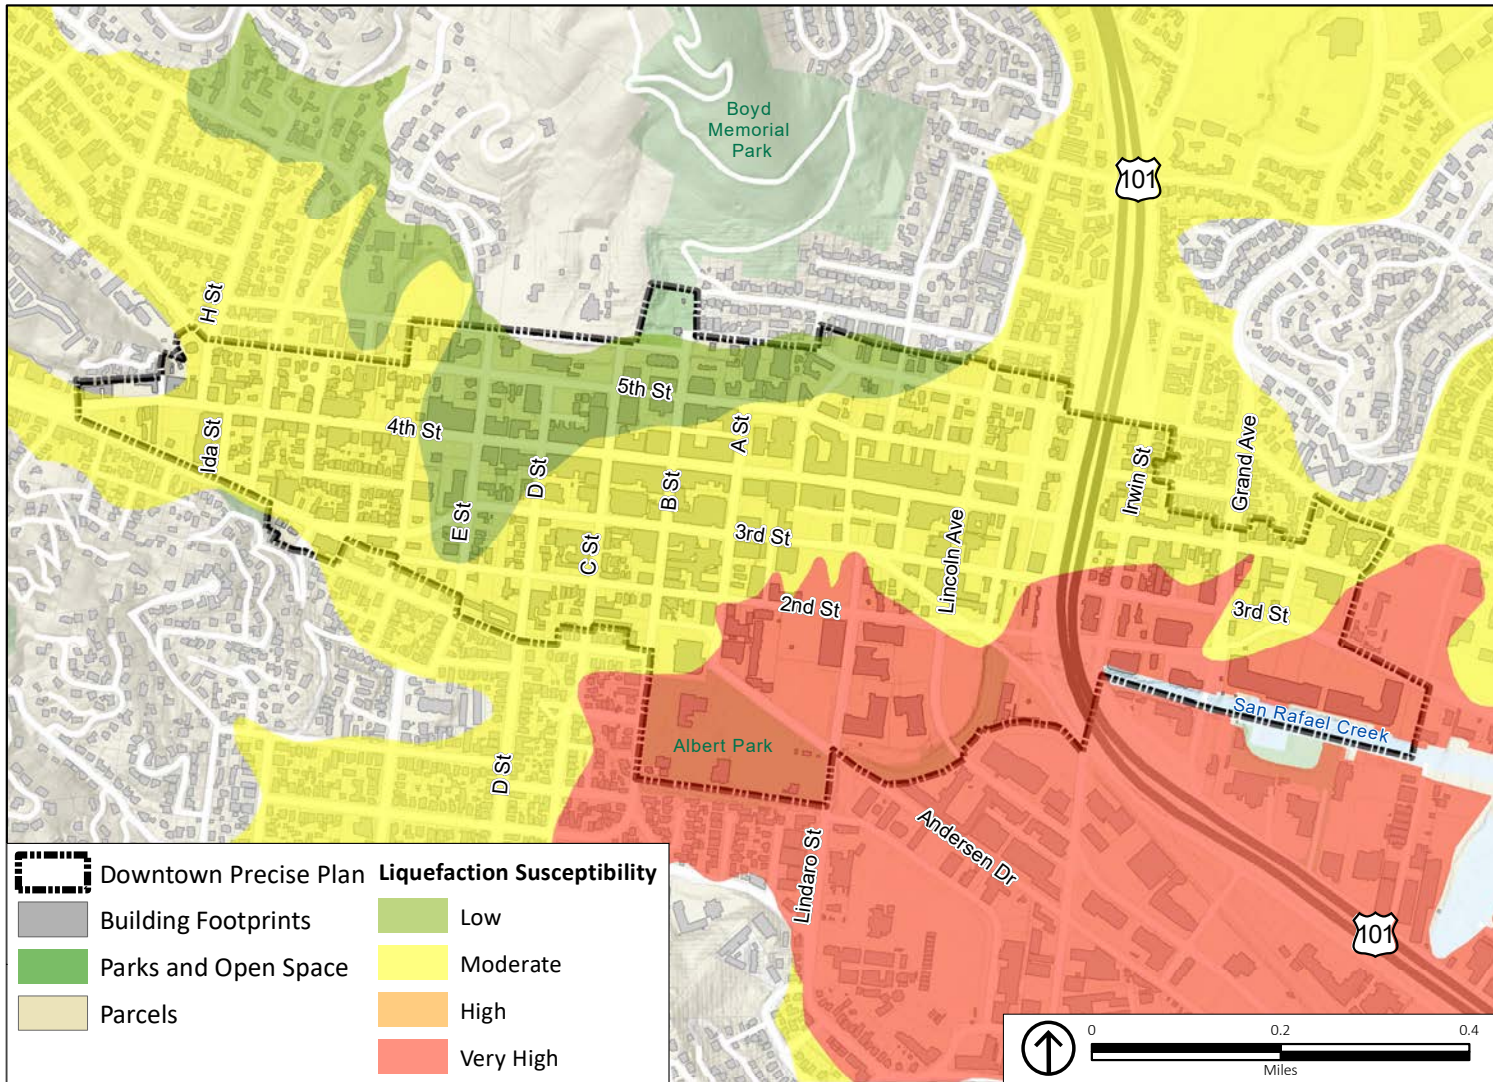 Boyd
Memorial
Park
101
H St
5th St
4th St
A St
Ida St
D St
B St
E St
C St
3rd St
Lincoln Ave
Irwin St
Grand Ave
2nd St
3rd St
San Rafael Creek
Albert Park
D St
Andersen Dr
Lindaro St
101
Downtown Precise Plan
Building Footprints
Parks and Open Space
Parcels
Liquefaction Susceptibility
Low
Moderate
High
Very High
0 0.2 0.4
Miles